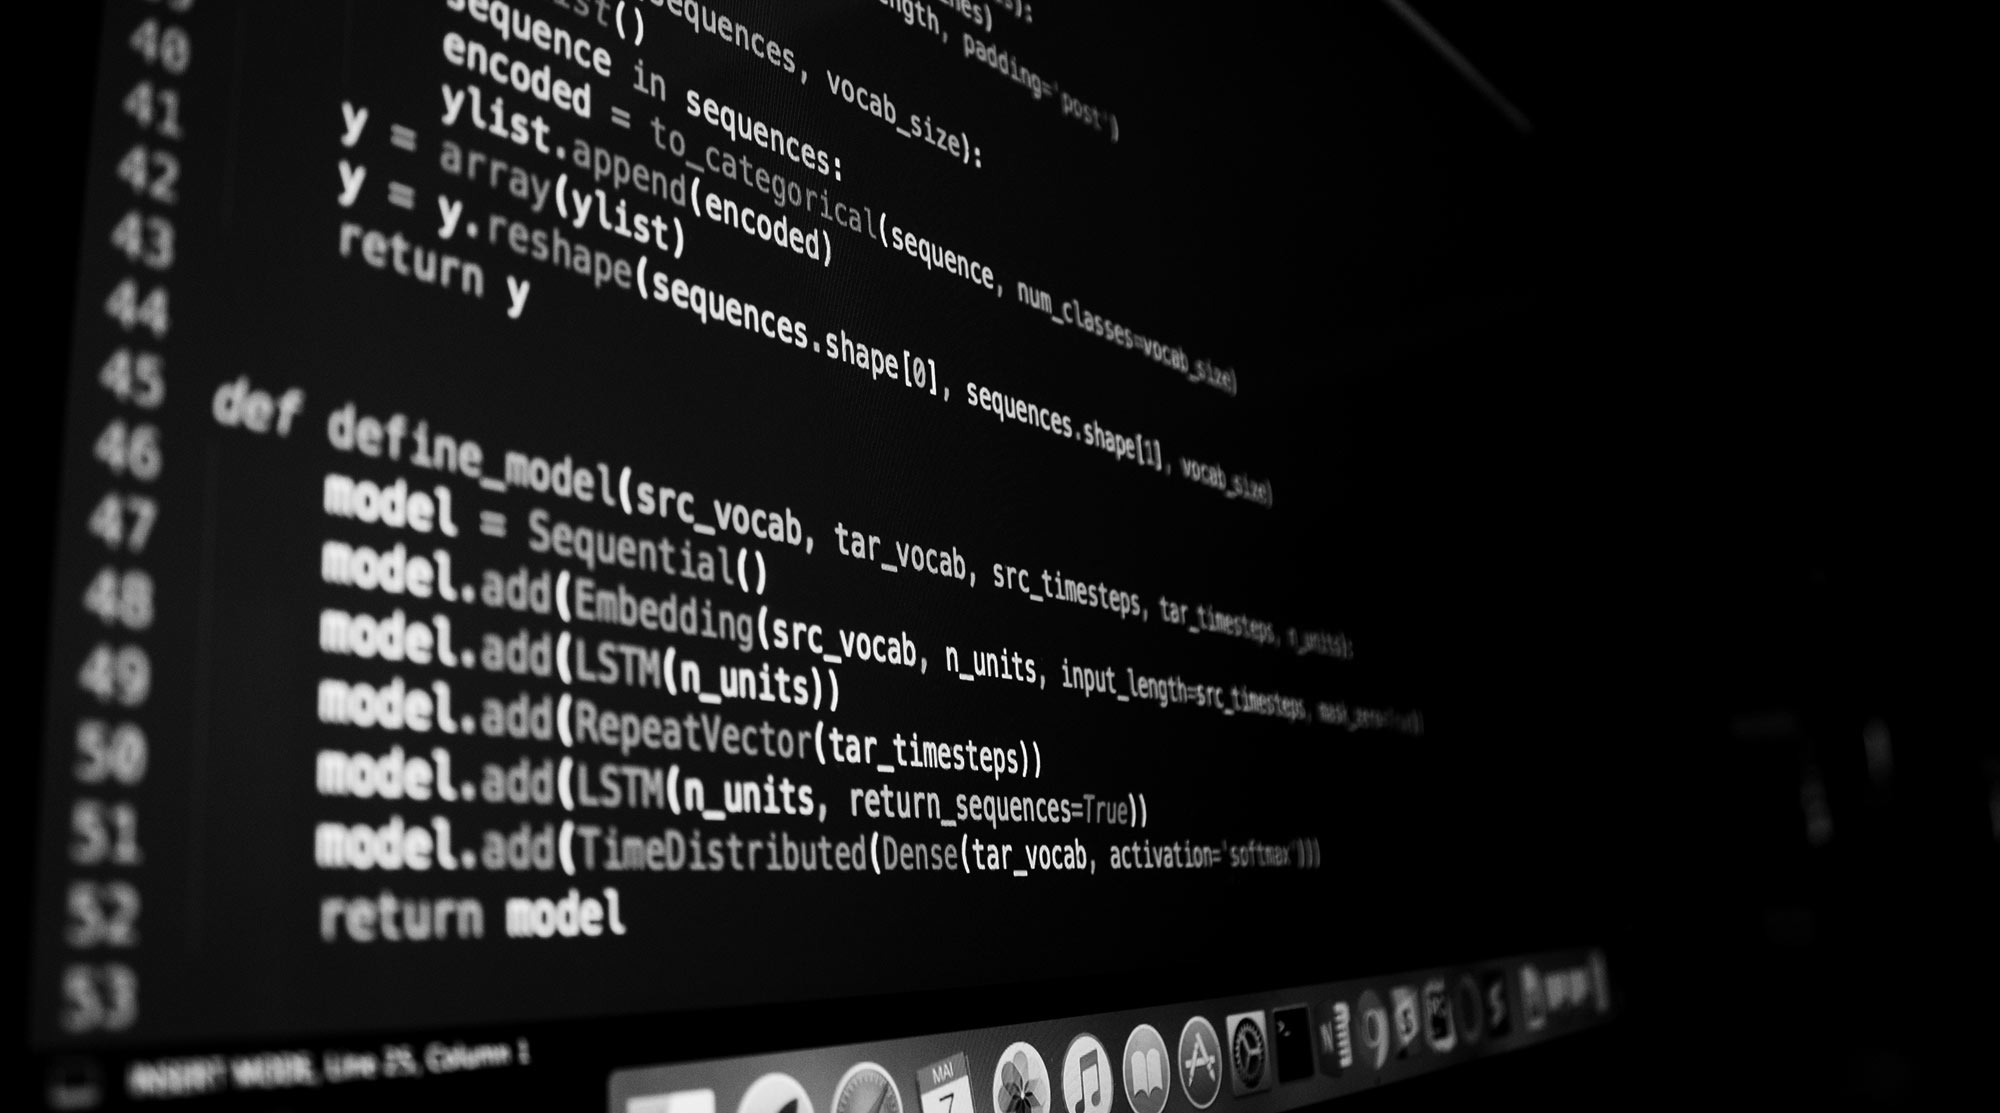 ength, padding='post')
sequences, vocab_size):
ist()
sequence in sequences:
encoded = to_categorical(sequence, num_classes=vocab_size)
ylist.append(encoded)
y = array(ylist)
y = y.reshape(sequences.shape[0], sequences.shape[1], vocab_size)
return y
def define_model(src_vocab, tar_vocab, src_timesteps, tar_timesteps, n_units):
model = Sequential()
model.add(Embedding(src_vocab, n_units, input_length=src_timesteps, mask_zero=True))
model.add(LSTM(n_units))
model.add(RepeatVector(tar_timesteps))
model.add(LSTM(n_units, return_sequences=True))
model.add(TimeDistributed(Dense(tar_vocab, activation='softmax')))
return model
40
41
42
43
44
45
46
47
48
49
50
51
52
53
INSERT MODE, Line 25, Column 1
MAI
7